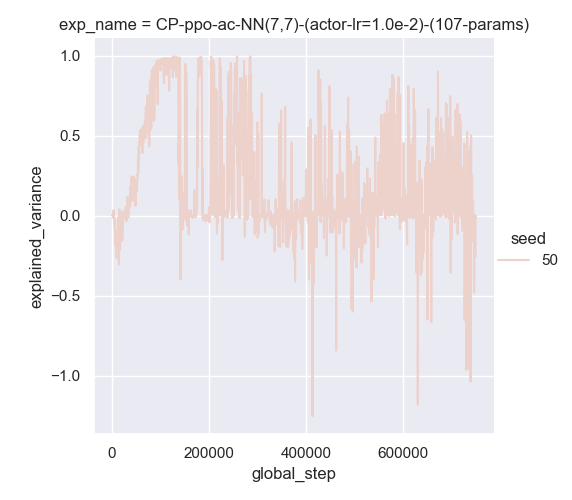 exp_name = CP-ppo-ac-NN(7,7)-(actor-lr=1.0e-2)-(107-params)
1.0
0.5
0.0
−0.5
−1.0
explained_variance
0
200000
400000
600000
global_step
seed
50